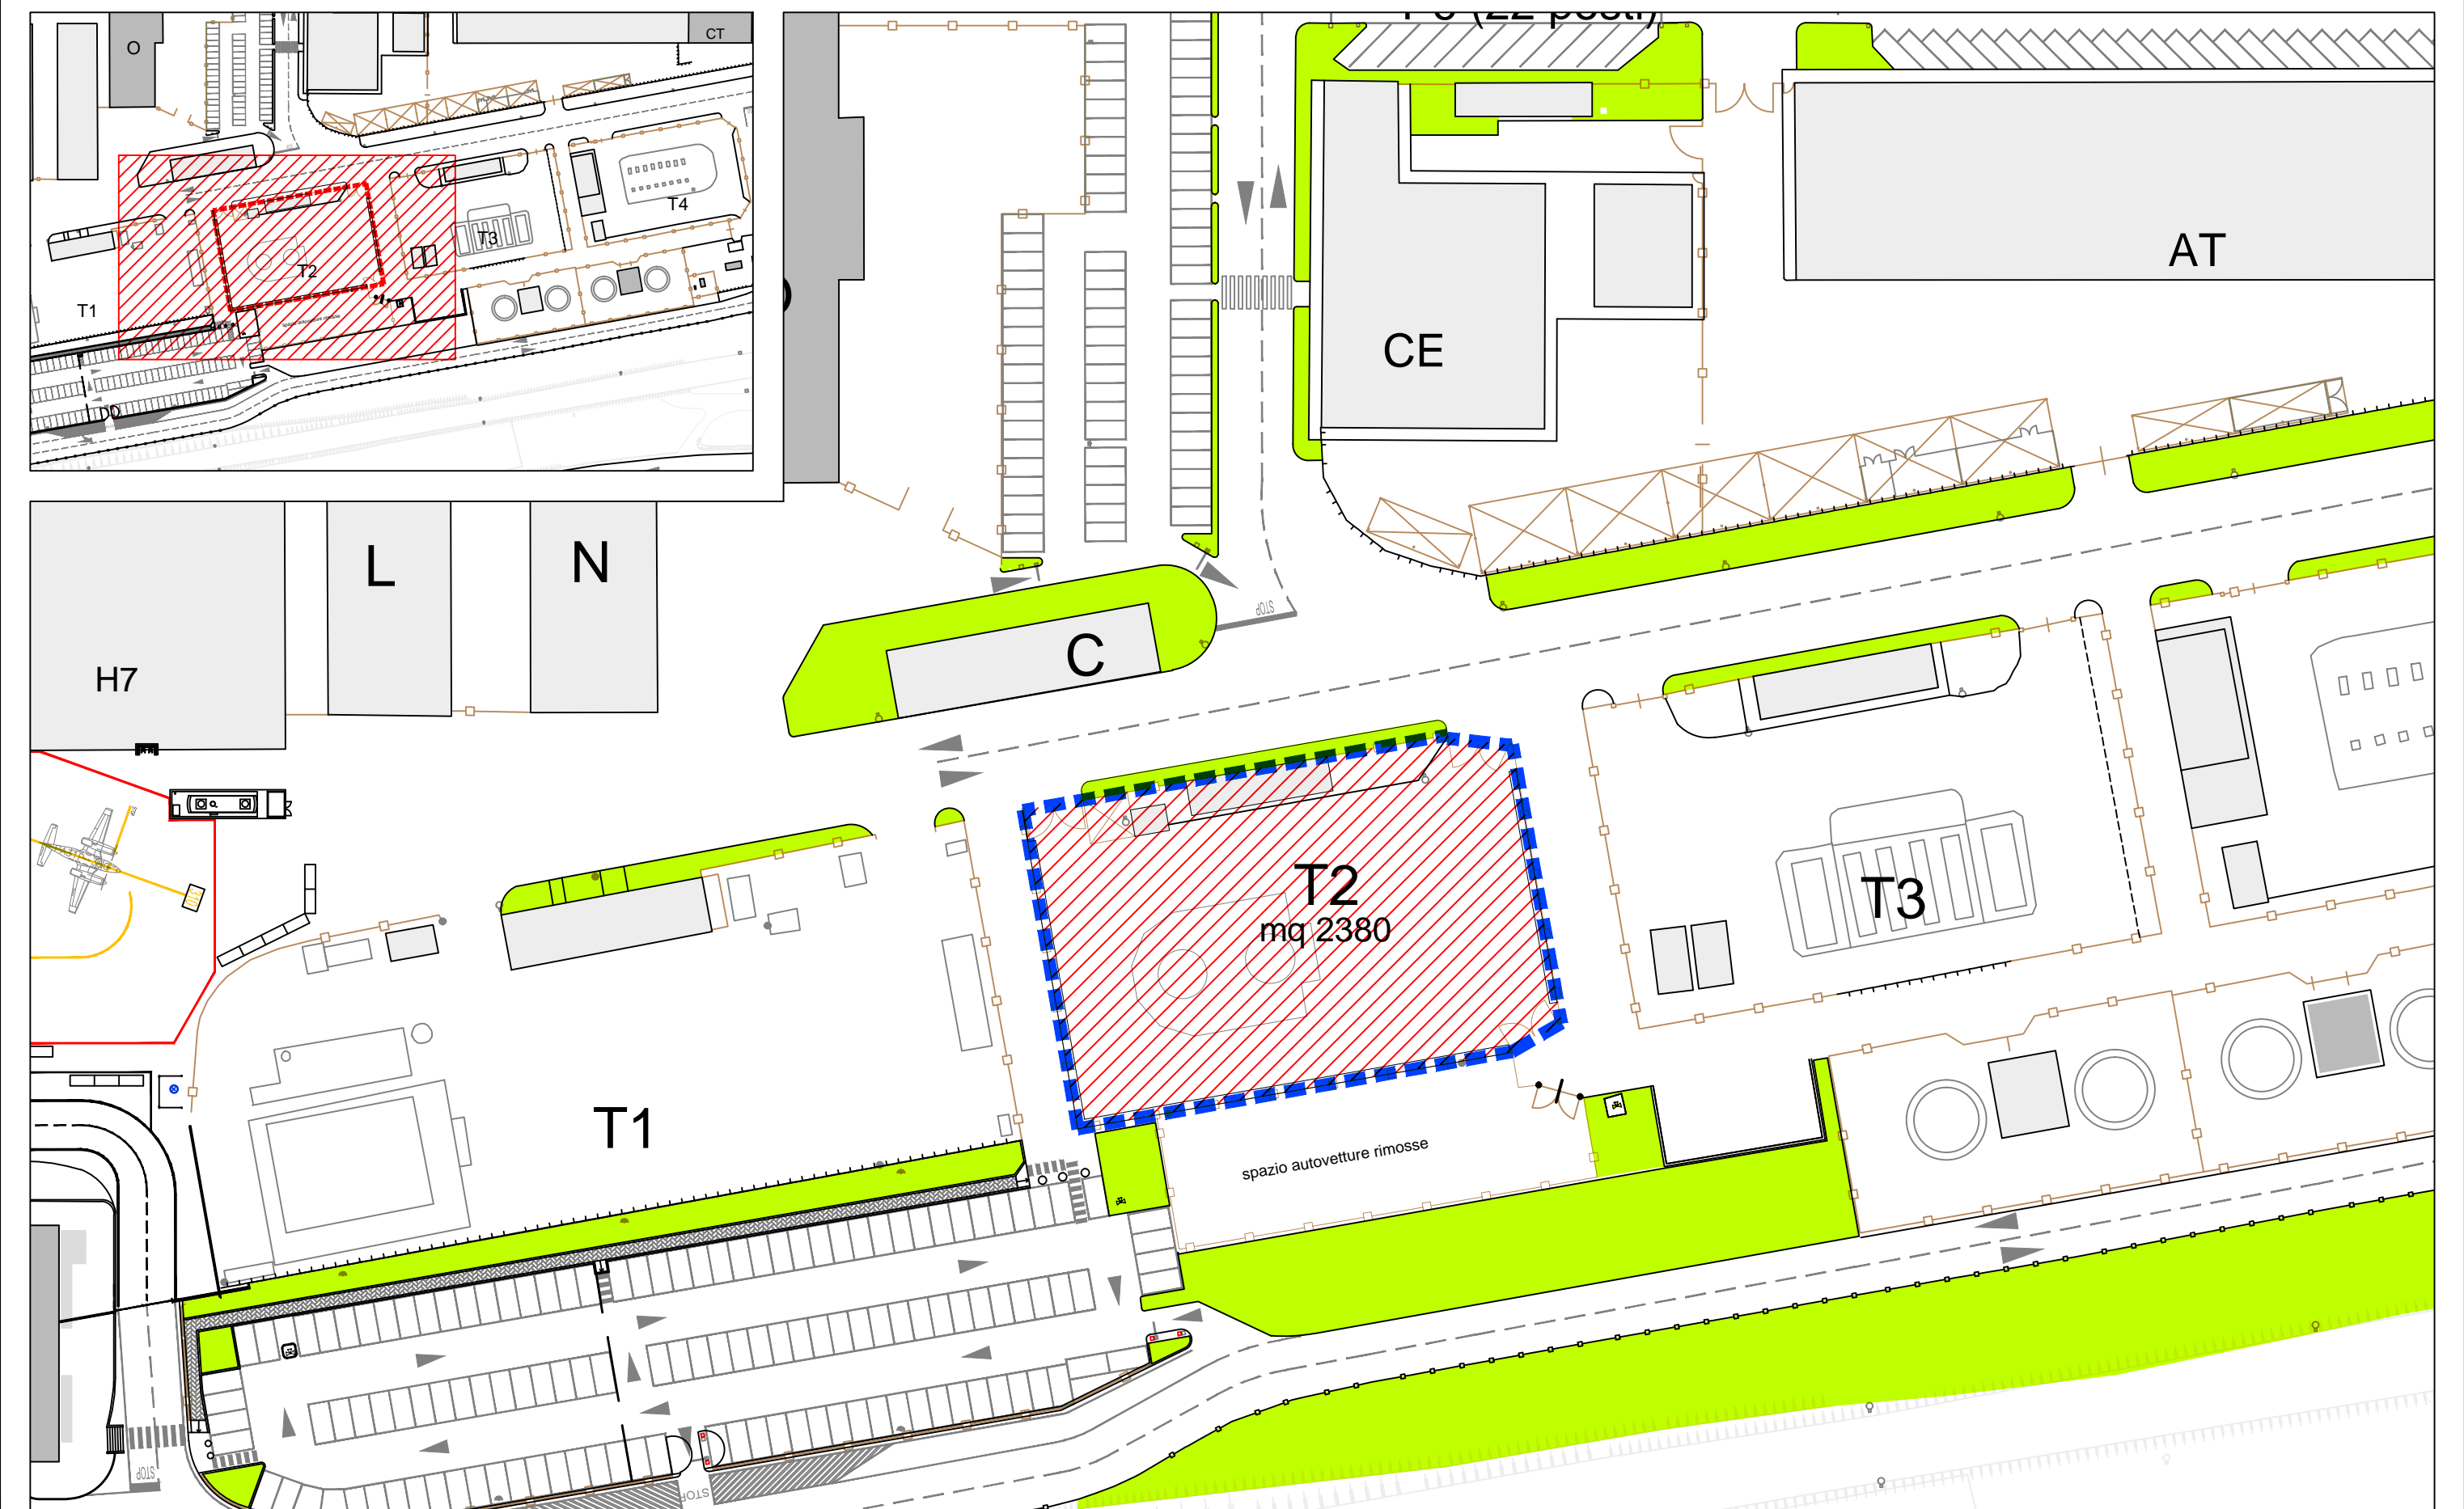 O
CT
T4
T3
T2
T1
CE
AT
L
N
H7
C
STOP
T2
mq 2380
T3
T1
spazio autovetture rimosse
STOP
STOP